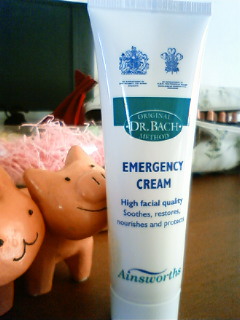 ORIGINAL
DR. BACH
METHOD
EMERGENCY
CREAM
High facial quality
Soothes, restores,
nourishes and protects
Ainsworths